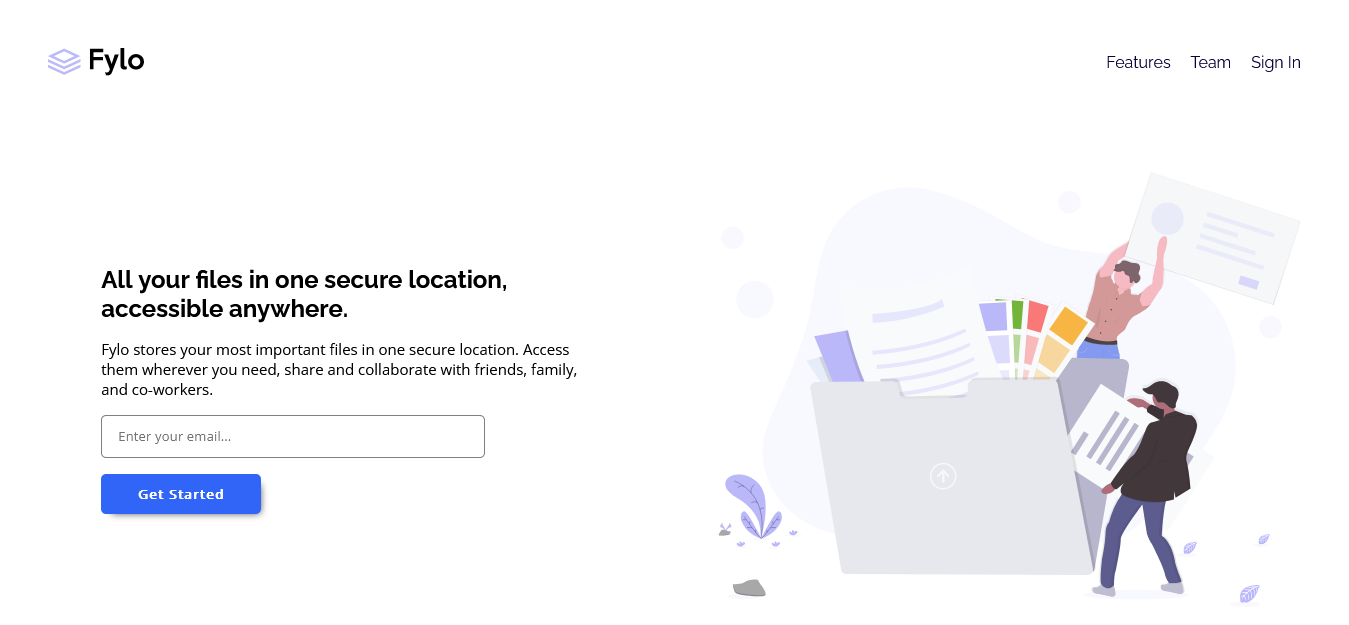 Fylo
Features
Team
Sign In
All your files in one secure location,
accessible anywhere.
Fylo stores your most important files in one secure location. Access
them wherever you need, share and collaborate with friends, family,
and co-workers.
Enter your email...
Get Started